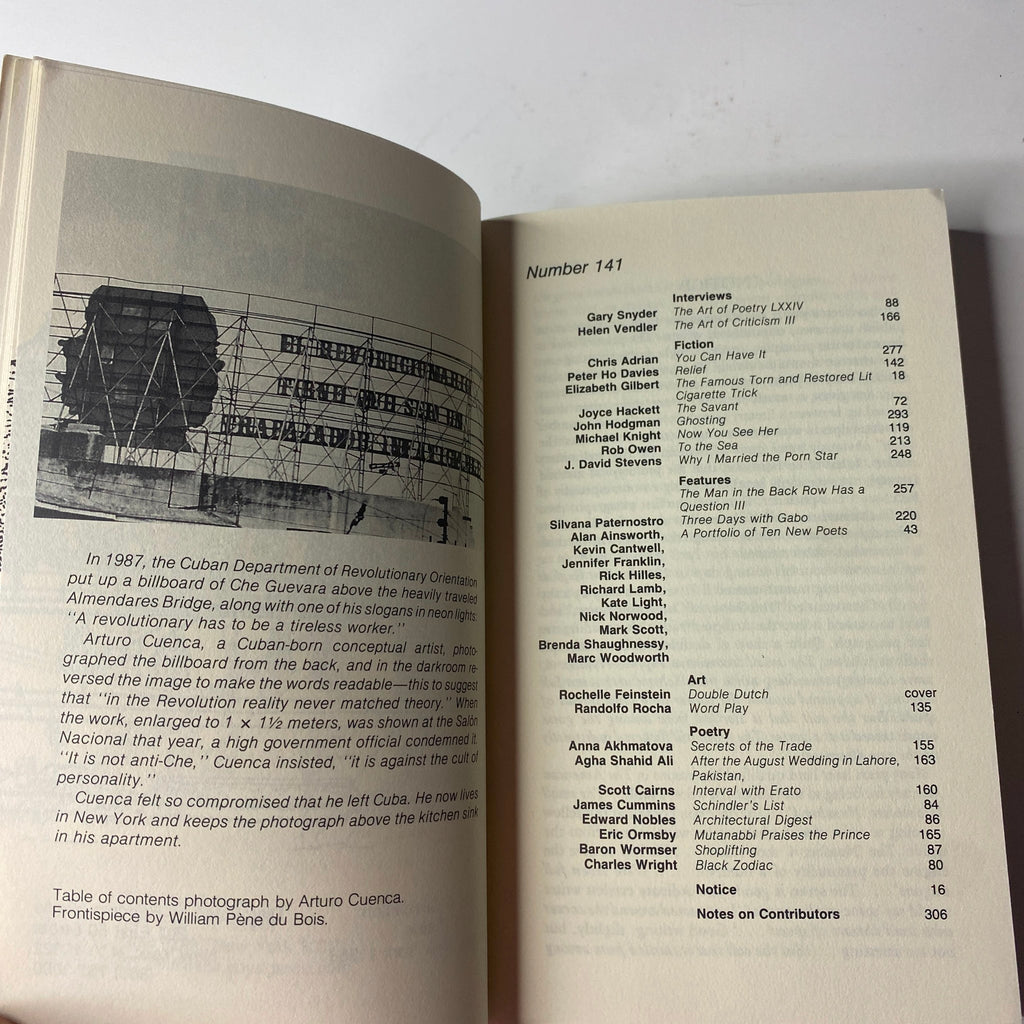 In 1987, the Cuban Department of Revolutionary Orientation
put up a billboard of Che Guevara above the heavily traveled
Almendares Bridge, along with one of his slogans in neon lights.
"A revolutionary has to be a tireless worker."
Arturo Cuenca, a Cuban-born conceptual artist, photo-
graphed the billboard from the back, and in the darkroom re-
versed the image to make the words readable—this to suggest
that "in the Revolution reality never matched theory." When
the work, enlarged to 1 × 1½ meters, was shown at the Salón
Nacional that year, a high government official condemned it.
"It is not anti-Che," Cuenca insisted, "it is against the cult of
personality."
Cuenca felt so compromised that he left Cuba. He now lives
in New York and keeps the photograph above the kitchen sink
in his apartment.
Table of contents photograph by Arturo Cuenca.
Frontispiece by William Pène du Bois.
Number 141
Interviews
Gary Snyder The Art of Poetry LXXIV 88
Helen Vendler The Art of Criticism III 166
Fiction
Chris Adrian You Can Have It 277
Peter Ho Davies Relief 142
Elizabeth Gilbert The Famous Torn and Restored Lit 18
Cigarette Trick
Joyce Hackett The Savant 72
John Hodgman Ghosting 293
Michael Knight Now You See Her 119
Rob Owen To the Sea 213
J. David Stevens Why I Married the Porn Star 248
Features
The Man in the Back Row Has a 257
Question III
Silvana Paternostro Three Days with Gabo 220
Alan Ainsworth, A Portfolio of Ten New Poets 43
Kevin Cantwell,
Jennifer Franklin,
Rick Hilles,
Richard Lamb,
Kate Light,
Nick Norwood,
Mark Scott,
Brenda Shaughnessy,
Marc Woodworth
Art
Rochelle Feinstein Double Dutch cover
Randolfo Rocha Word Play 135
Poetry
Anna Akhmatova Secrets of the Trade 155
Agha Shahid Ali After the August Wedding in Lahore, 163
Pakistan,
Scott Cairns Interval with Erato 160
James Cummins Schindler's List 84
Edward Nobles Architectural Digest 86
Eric Ormsby Mutanabbi Praises the Prince 165
Baron Wormser Shoplifting 87
Charles Wright Black Zodiac 80
Notice 16
Notes on Contributors 306